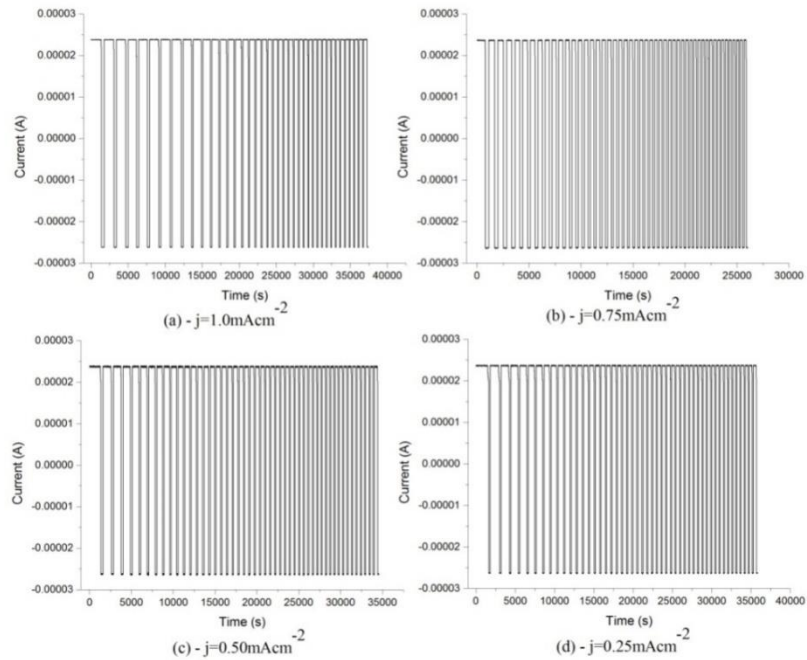 0.00003
0.00002
0.00001
0.00000
-0.00001
-0.00002
-0.00003
Current (A)
0 5000 10000 15000 20000 25000 30000 35000 40000
Time (s)
(a) - j=1.0mAcm-2
0.00003
0.00002
0.00001
0.00000
-0.00001
-0.00002
-0.00003
Current (A)
0 5000 10000 15000 20000 25000 30000
Time (s)
(b) - j=0.75mAcm-2
0.00003
0.00002
0.00001
0.00000
-0.00001
-0.00002
-0.00003
Current (A)
0 5000 10000 15000 20000 25000 30000 35000
Time (s)
(c) - j=0.50mAcm-2
0.00003
0.00002
0.00001
0.00000
-0.00001
-0.00002
-0.00003
Current (A)
0 5000 10000 15000 20000 25000 30000 35000 40000
Time (s)
(d) - j=0.25mAcm-2